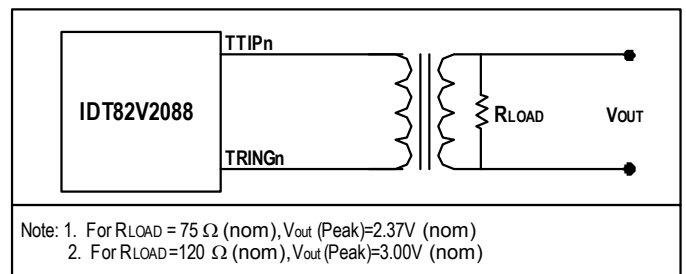 TTIPn
IDT82V2088
RLOAD
VOUT
TRINGn
Note: 1. For RLOAD = 75 Ω (nom), Vout (Peak)=2.37V (nom)
2. For RLOAD=120 Ω (nom), Vout (Peak)=3.00V (nom)